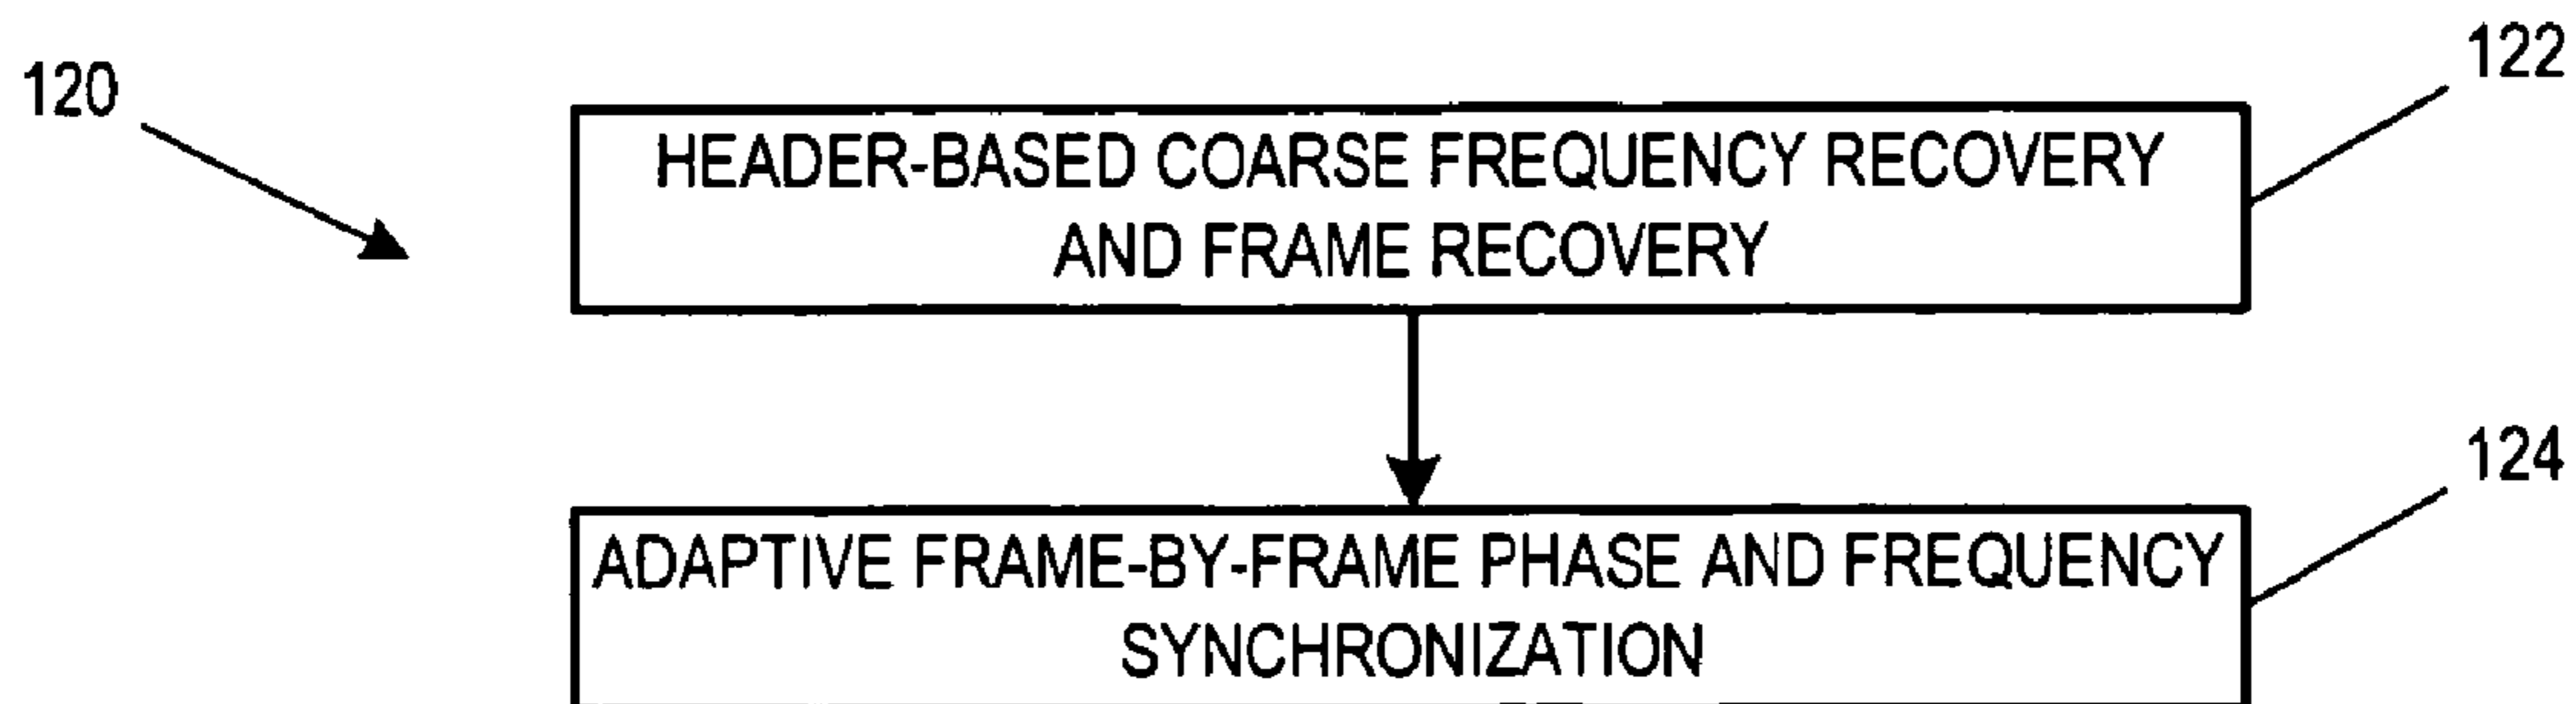 120
122
HEADER-BASED COARSE FREQUENCY RECOVERY
AND FRAME RECOVERY
124
ADAPTIVE FRAME-BY-FRAME PHASE AND FREQUENCY
SYNCHRONIZATION